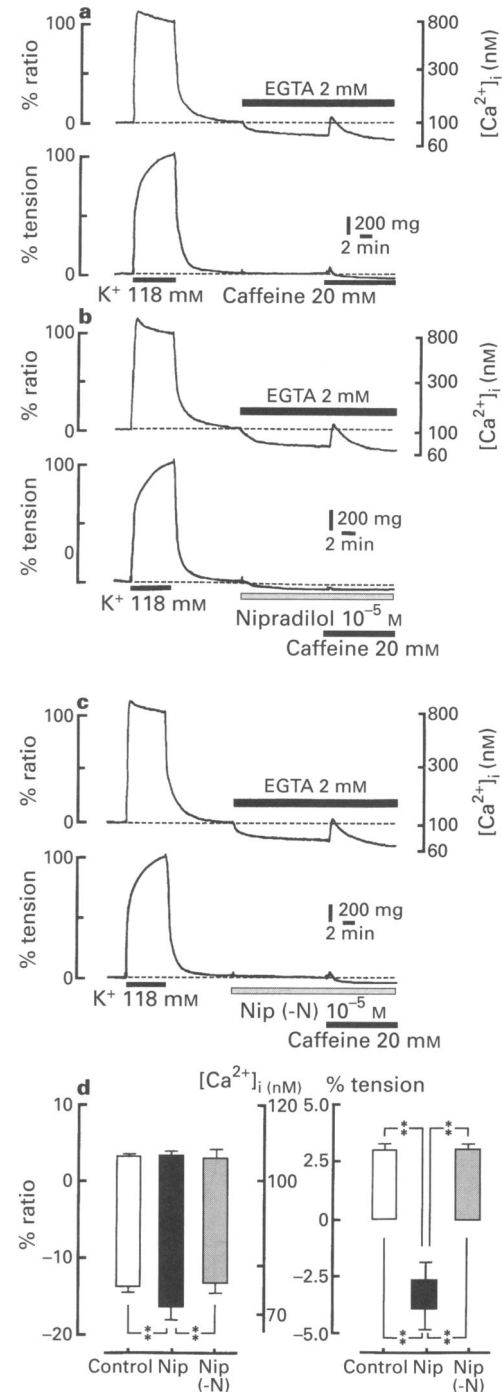 a
100
% ratio
0
800
300
100
60
[Ca²⁺]i (nM)
EGTA 2 mM
100
% tension
0
200 mg
2 min
K⁺ 118 mM
Caffeine 20 mM
b
100
% ratio
0
800
300
100
60
[Ca²⁺]i (nM)
EGTA 2 mM
100
% tension
0
200 mg
2 min
K⁺ 118 mM
Nipradilol 10⁻⁵ M
Caffeine 20 mM
c
100
% ratio
0
800
300
100
60
[Ca²⁺]i (nM)
EGTA 2 mM
100
% tension
0
200 mg
2 min
K⁺ 118 mM
Nip (-N) 10⁻⁵ M
Caffeine 20 mM
d
[Ca²⁺]i (nM)
% tension
10
0
−10
−20
% ratio
120
100
70
5.0
2.5
0
−2.5
−5.0
**
**
**
**
**
**
Control Nip Nip (-N)
Control Nip Nip (-N)